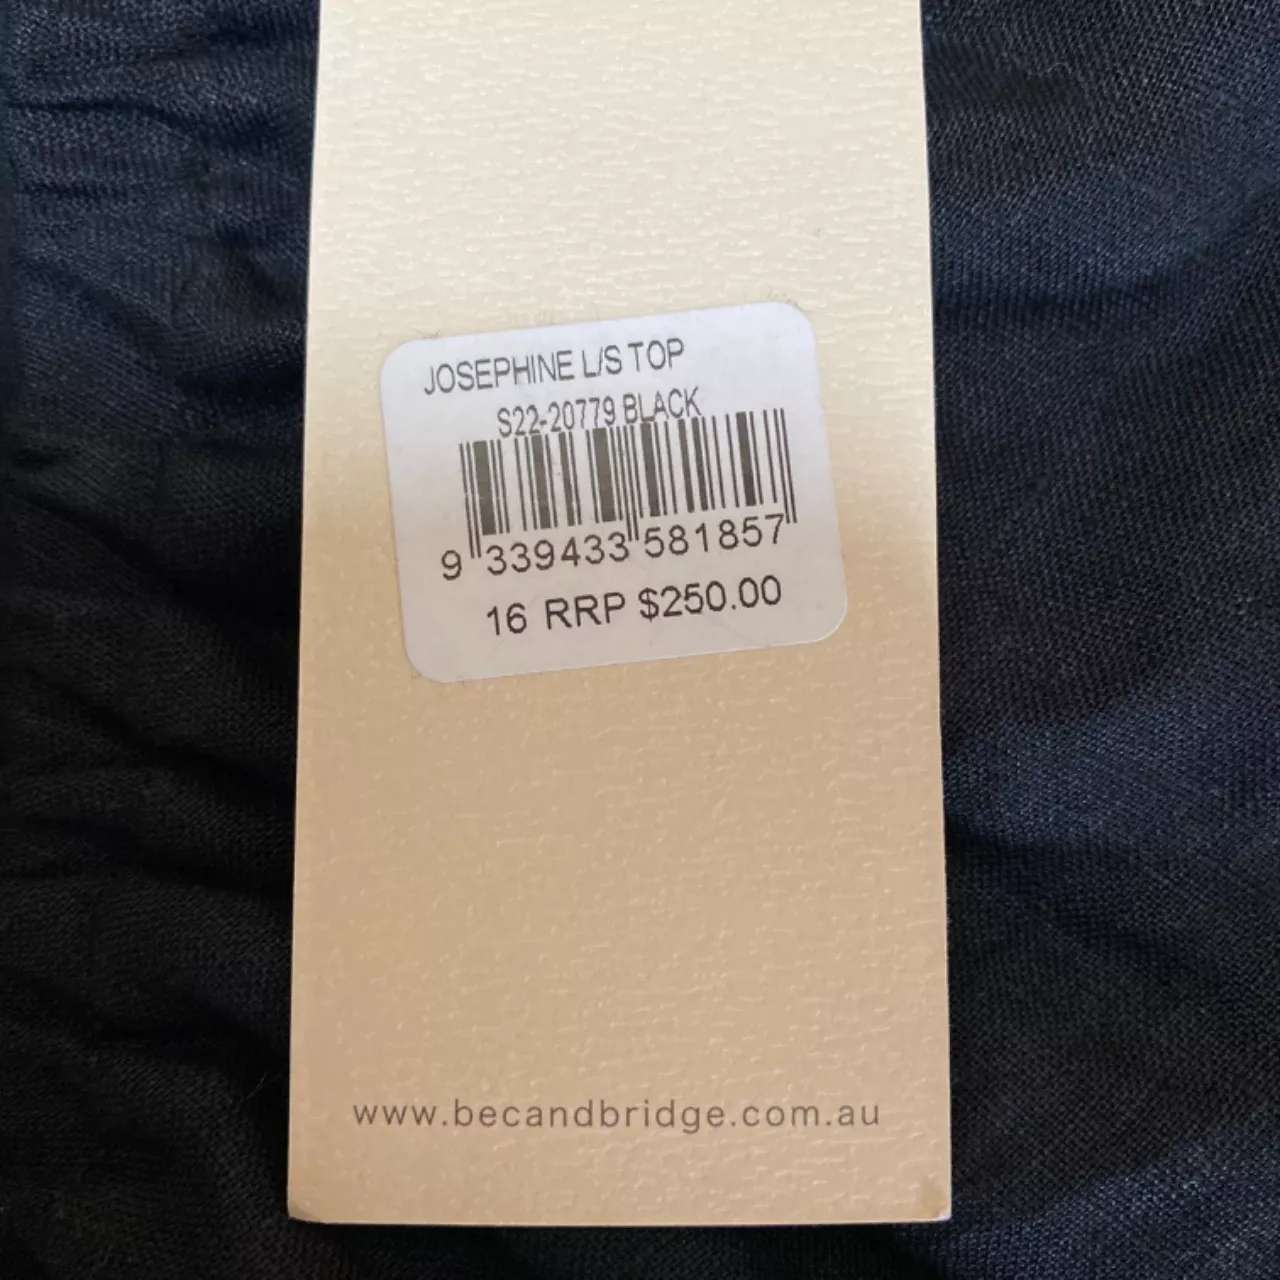 JOSEPHINE L/S TOP
S22-20779 BLACK
9 339433 581857
16 RRP $250.00
www.becandbridge.com.au